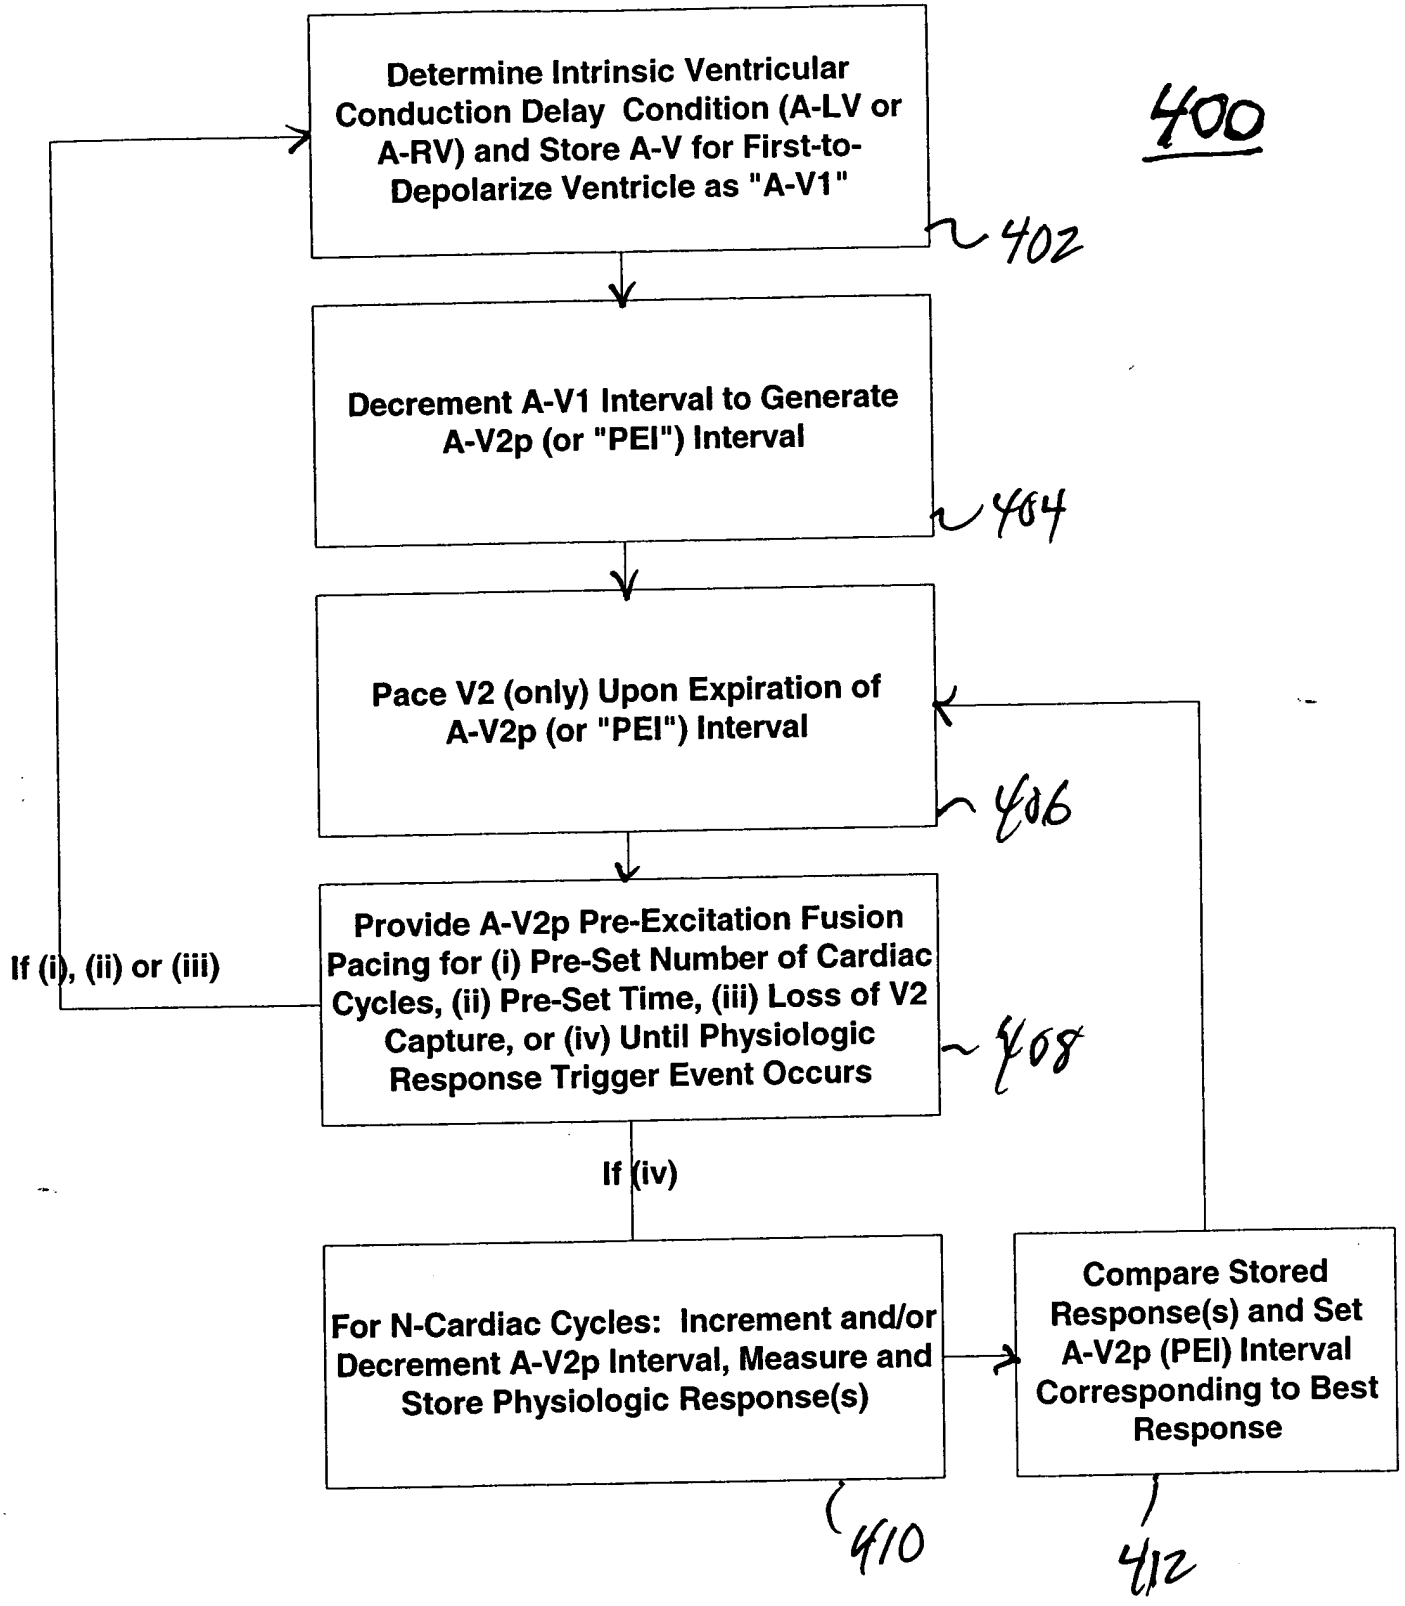 Determine Intrinsic Ventricular
Conduction Delay Condition (A-LV or
A-RV) and Store A-V for First-to-
Depolarize Ventricle as "A-V1"
400
402
Decrement A-V1 Interval to Generate
A-V2p (or "PEI") Interval
404
Pace V2 (only) Upon Expiration of
A-V2p (or "PEI") Interval
406
Provide A-V2p Pre-Excitation Fusion
Pacing for (i) Pre-Set Number of Cardiac
Cycles, (ii) Pre-Set Time, (iii) Loss of V2
Capture, or (iv) Until Physiologic
Response Trigger Event Occurs
If (i), (ii) or (iii)
408
If (iv)
For N-Cardiac Cycles: Increment and/or
Decrement A-V2p Interval, Measure and
Store Physiologic Response(s)
410
Compare Stored
Response(s) and Set
A-V2p (PEI) Interval
Corresponding to Best
Response
412